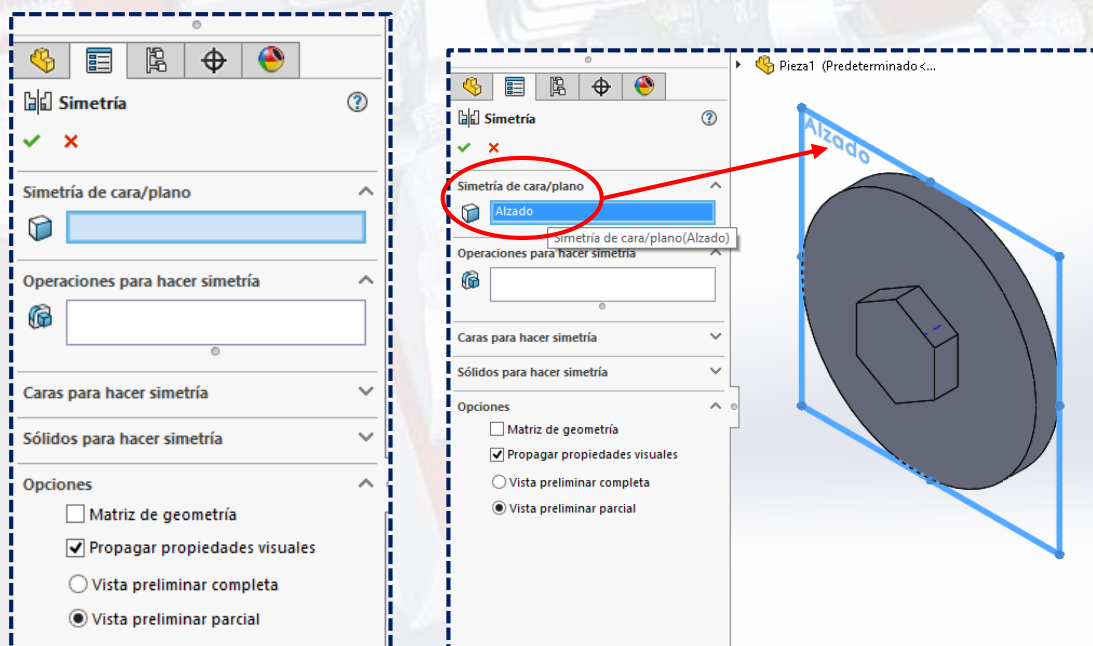 Simetría
Simetría de cara/plano
Operaciones para hacer simetría
Caras para hacer simetría
Sólidos para hacer simetría
Opciones
Matriz de geometría
Propagar propiedades visuales
Vista preliminar completa
Vista preliminar parcial
Simetría
Simetría de cara/plano
Alzado
Simetría de cara/plano(Alzado)
Operaciones para hacer simetría
Caras para hacer simetría
Sólidos para hacer simetría
Opciones
Matriz de geometría
Propagar propiedades visuales
Vista preliminar completa
Vista preliminar parcial
Pieza1 (Predeterminado<...
Alzado